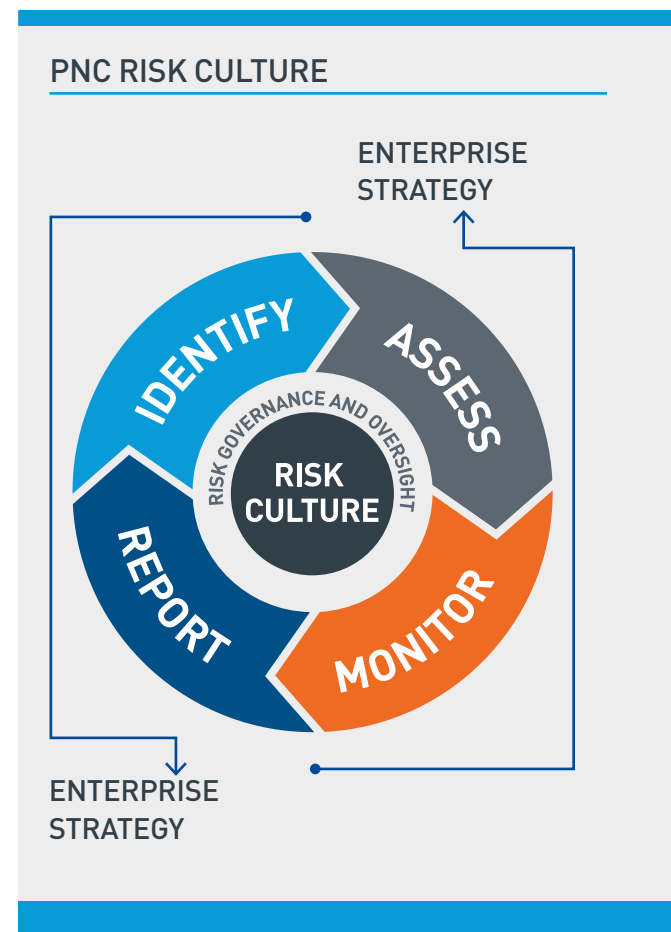 PNC RISK CULTURE
ENTERPRISE
STRATEGY
IDENTIFY
ASSESS
RISK GOVERNANCE AND OVERSIGHT
RISK
CULTURE
REPORT
MONITOR
ENTERPRISE
STRATEGY